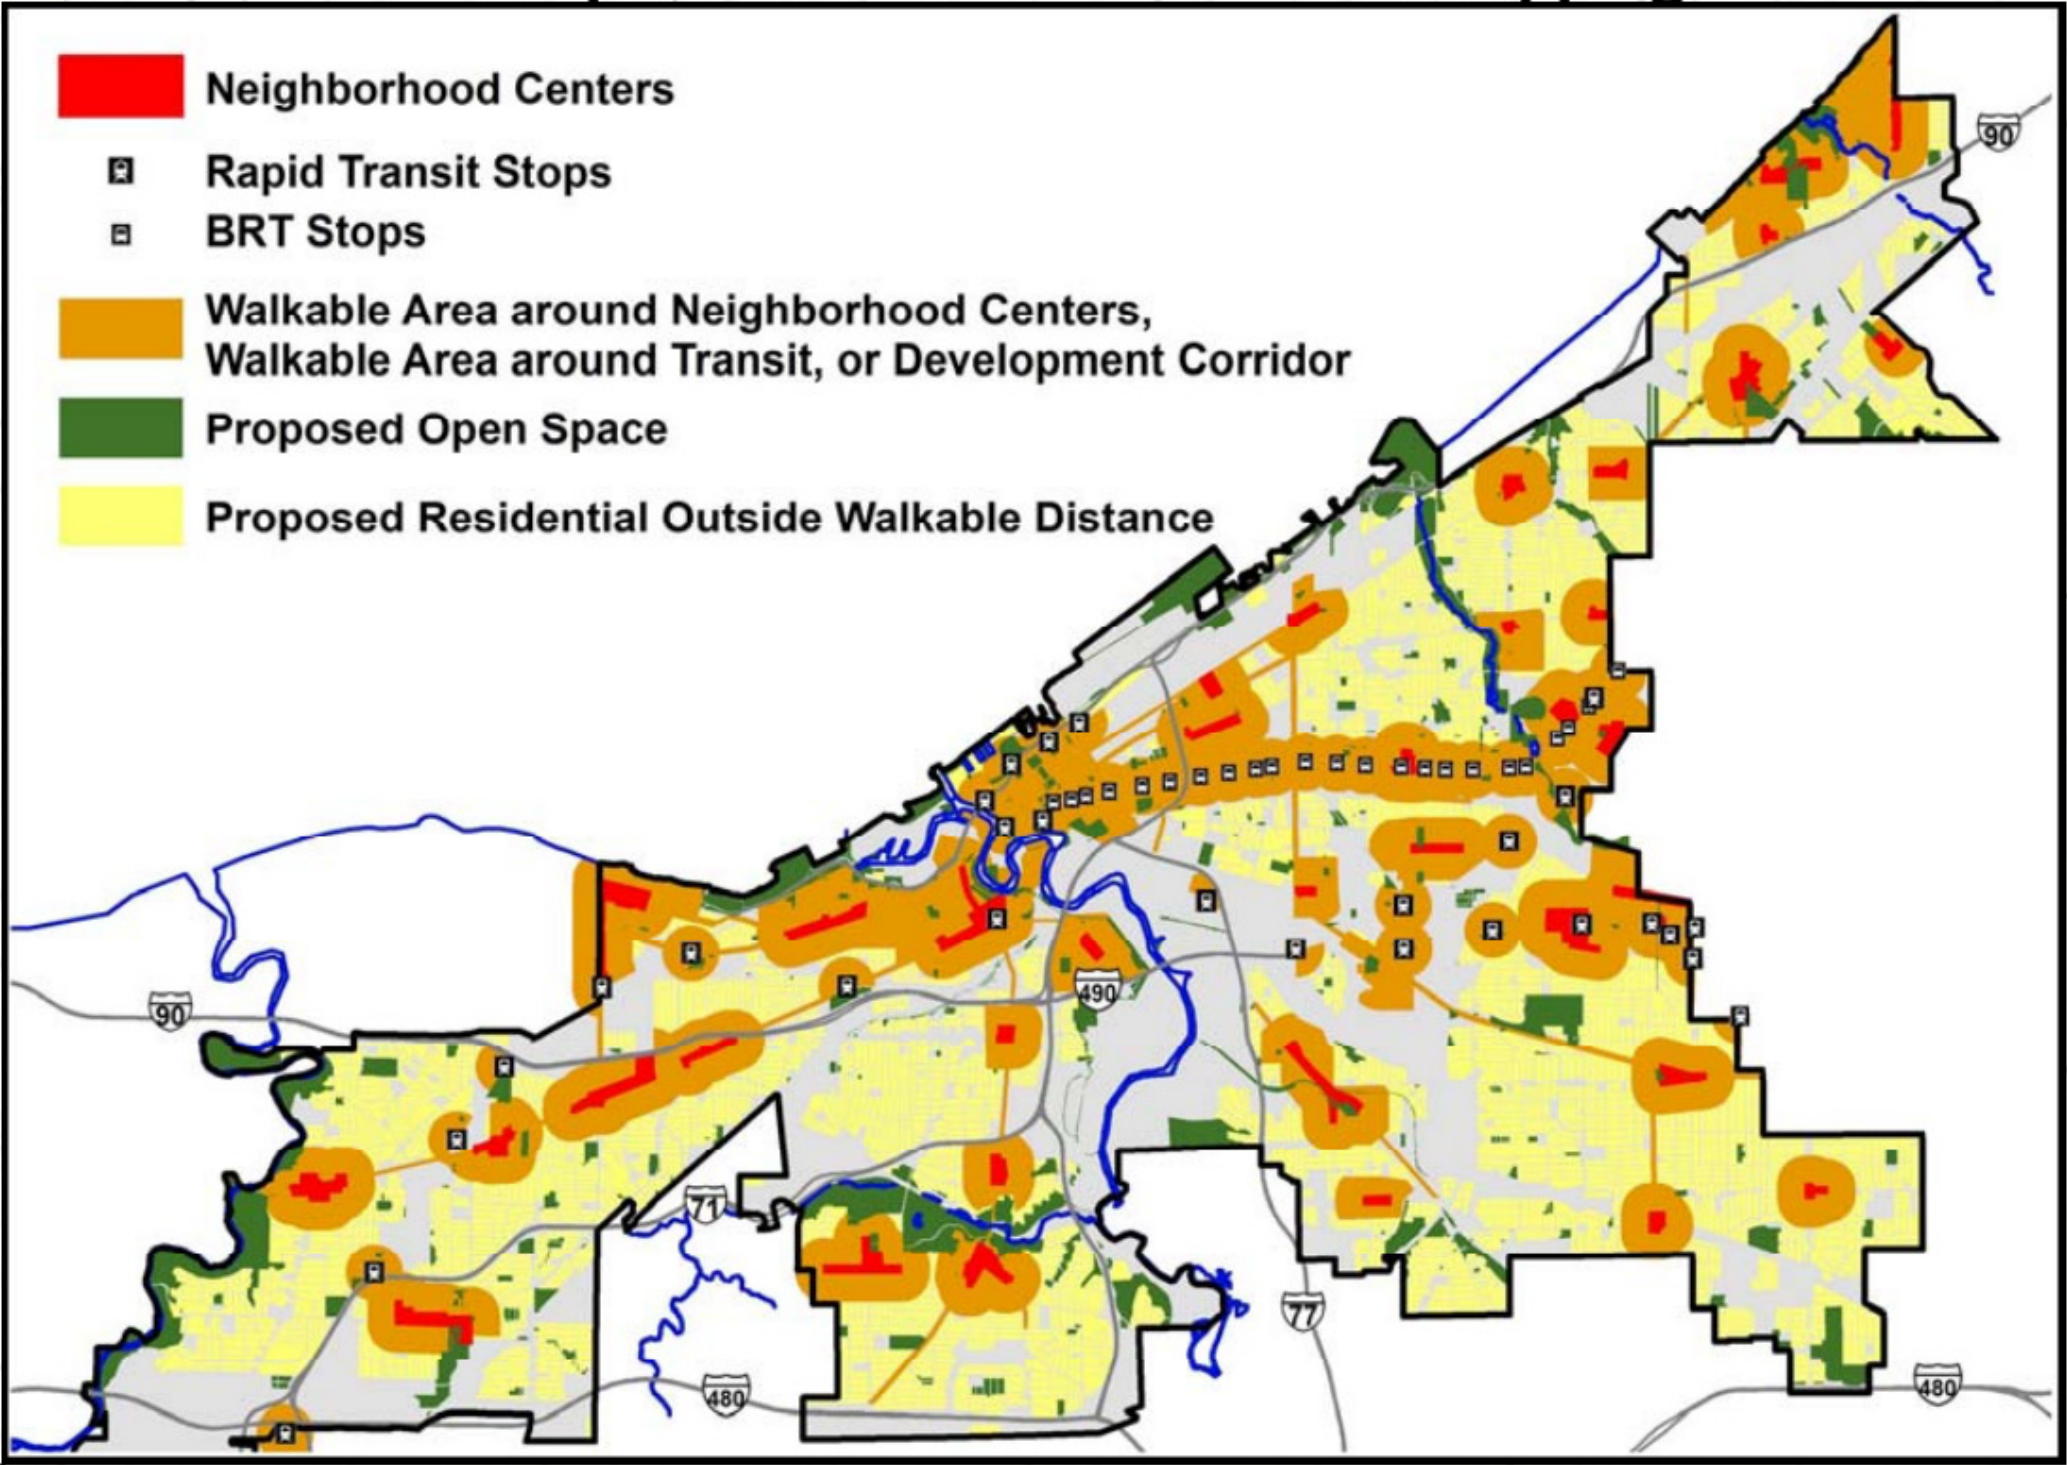 Neighborhood Centers
Rapid Transit Stops
BRT Stops
Walkable Area around Neighborhood Centers,
Walkable Area around Transit, or Development Corridor
Proposed Open Space
Proposed Residential Outside Walkable Distance
90
490
90
71
77
480
480